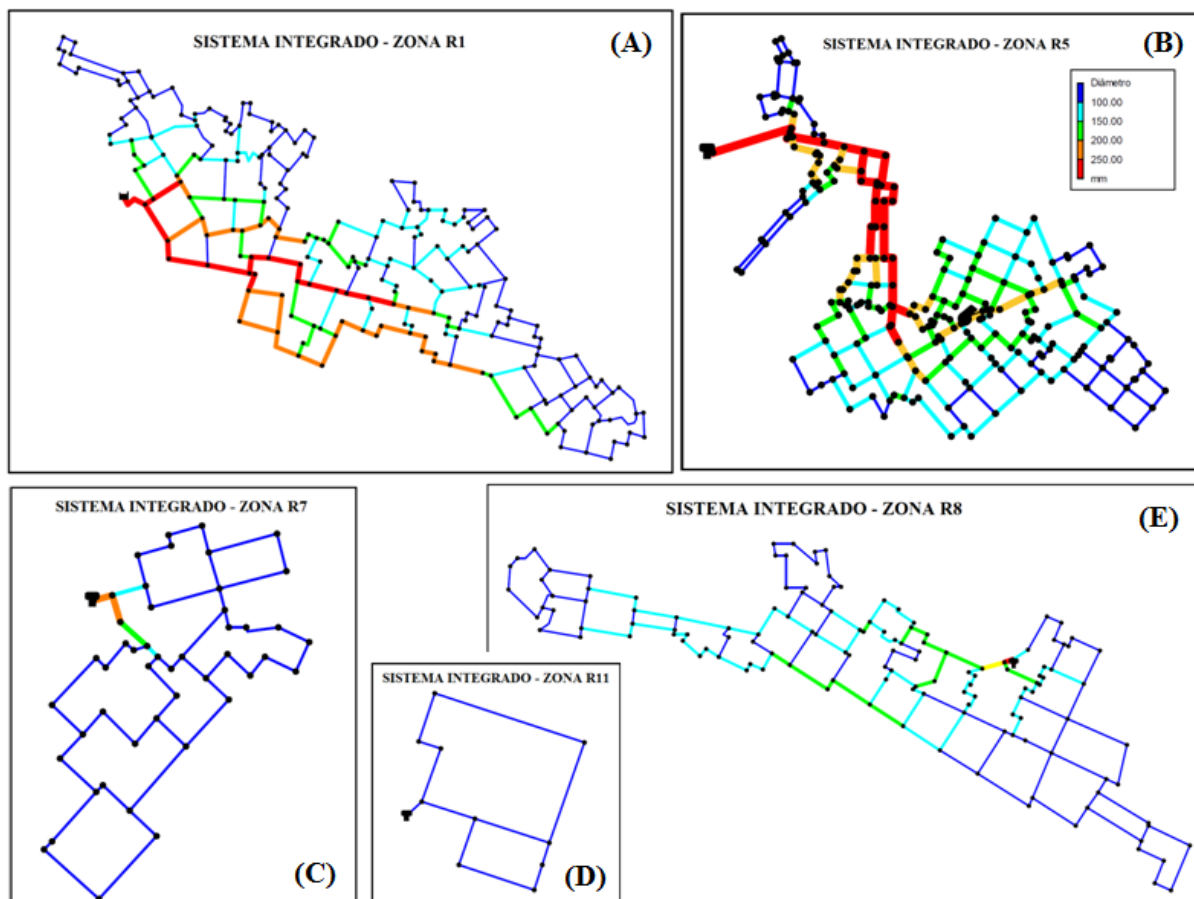 SISTEMA INTEGRADO - ZONA R1
(A)
SISTEMA INTEGRADO - ZONA R5
(B)
Diámetro
100.00
150.00
200.00
250.00
mm
SISTEMA INTEGRADO - ZONA R7
(C)
SISTEMA INTEGRADO - ZONA R11
(D)
SISTEMA INTEGRADO - ZONA R8
(E)